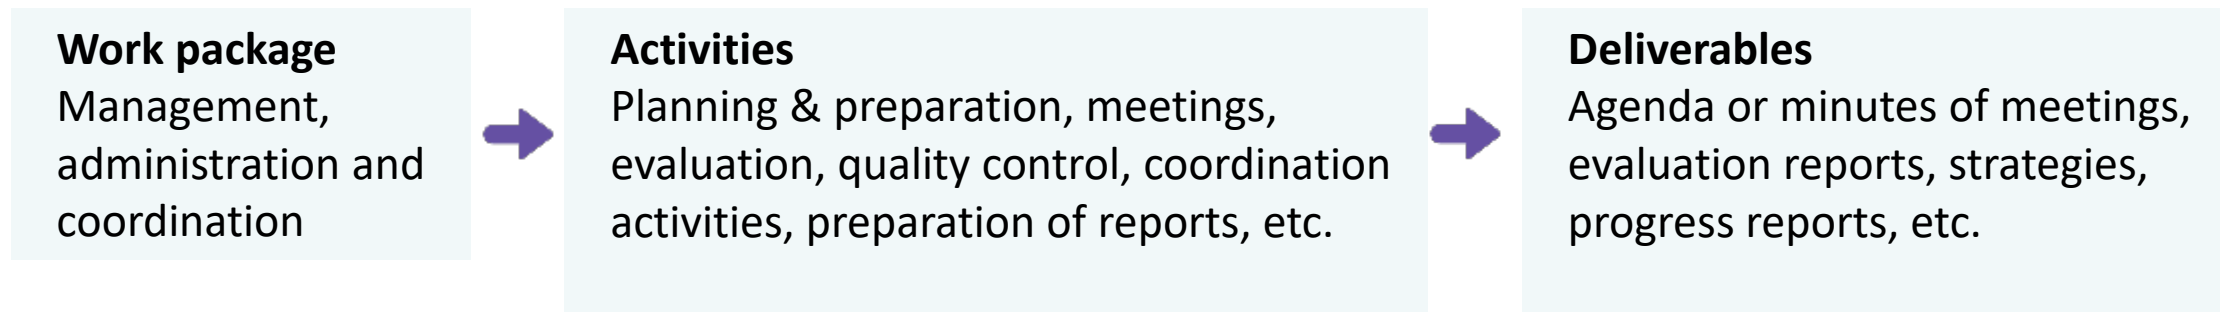 Work package
Management,
administration and
coordination
Activities
Planning & preparation, meetings,
evaluation, quality control, coordination
activities, preparation of reports, etc.
Deliverables
Agenda or minutes of meetings,
evaluation reports, strategies,
progress reports, etc.